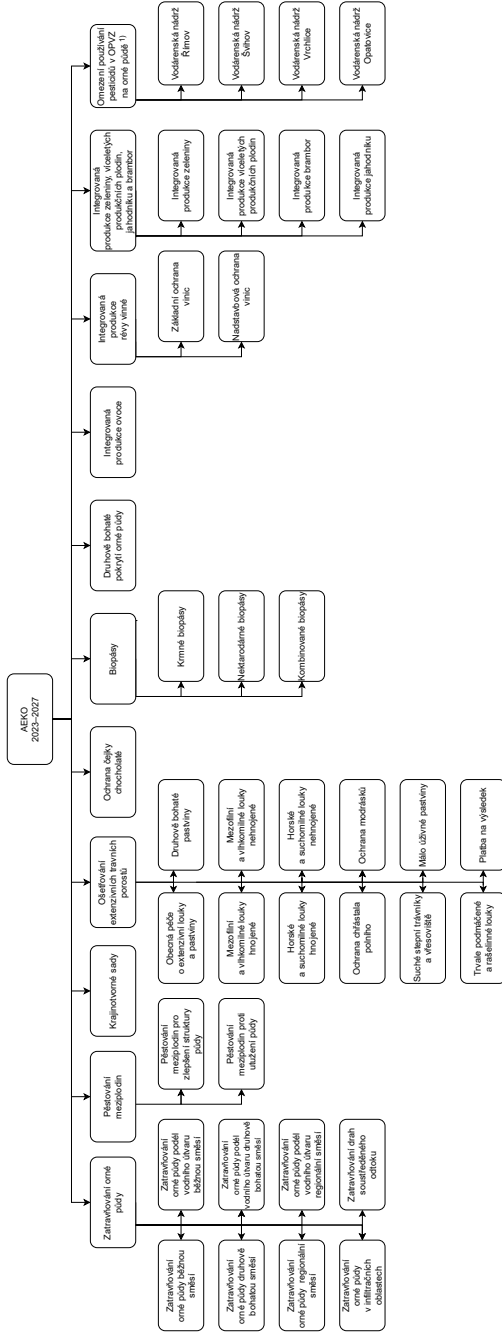 AEKO
2023–2027
Zatravňování orné
půdy
Zatravňování
orné půdy běžnou
směsí
Zatravňování
orné půdy podél
vodního útvaru
běžnou směsí
Zatravňování
orné půdy druhově
bohatou směsí
Zatravňování
orné půdy podél
vodního útvaru druhově
bohatou směsí
Zatravňování
orné půdy regionální
směsí
Zatravňování
orné půdy podél
vodního útvaru
regionální směsí
Zatravňování
orné půdy
v infiltračních
oblastech
Zatravňování drah
soustředěného
odtoku
Pěstování
meziplodin
Pěstování
meziplodin pro
zlepšení struktury
půdy
Pěstování
meziplodin proti
utužení půdy
Krajinotvorné sady
Ošetřování
extenzivních travních
porostů
Obecná péče
o extenzivní louky
a pastviny
Druhově bohaté
pastviny
Mezofilní
a vlhkomilné louky
hnojené
Mezofilní
a vlhkomilné louky
nehnojené
Horské
a suchomilné louky
hnojené
Horské
a suchomilné louky
nehnojené
Ochrana chřástala
polního
Ochrana modrásků
Suché stepní trávníky
a vřesoviště
Málo úživné pastviny
Trvale podmáčené
a rašelinné louky
Platba na výsledek
Ochrana čejky
chocholaté
Biopásy
Krmné biopásy
Nektarodárné biopásy
Kombinované biopásy
Druhově bohaté
pokrytí orné půdy
Integrovaná
produkce ovoce
Integrovaná
produkce
révy vinné
Základní ochrana
vinic
Nadstavbová ochrana
vinic
Integrovaná
produkce zeleniny, víceletých
produkčních plodin,
jahodníku a brambor
Integrovaná
produkce zeleniny
Integrovaná
produkce víceletých
produkčních plodin
Integrovaná
produkce brambor
Integrovaná
produkce jahodníku
Omezení používání
pesticidů v OPVZ
na orné půdě 1)
Vodárenská nádrž
Římov
Vodárenská nádrž
Švihov
Vodárenská nádrž
Vrchlice
Vodárenská nádrž
Opatovice